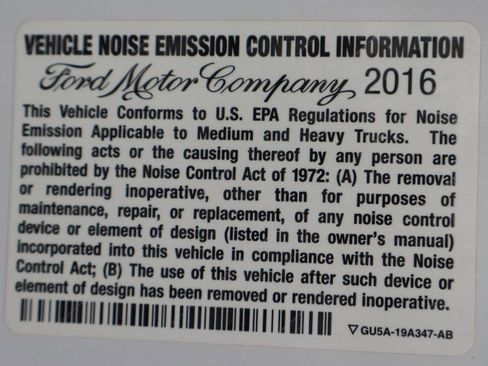 VEHICLE NOISE EMISSION CONTROL INFORMATION
Ford Motor Company 2016
This Vehicle Conforms to U.S. EPA Regulations for Noise
Emission Applicable to Medium and Heavy Trucks. The
following acts or the causing thereof by any person are
prohibited by the Noise Control Act of 1972: (A) The removal
or rendering inoperative, other than for purposes of
maintenance, repair, or replacement, of any noise control
device or element of design (listed in the owner's manual)
incorporated into this vehicle in compliance with the Noise
Control Act; (B) The use of this vehicle after such device or
element of design has been removed or rendered inoperative.
GU5A-19A347-AB